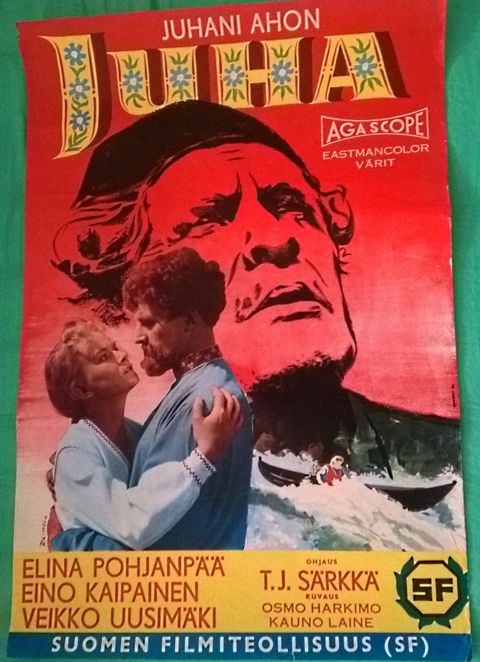 JUHANI AHON
JUHA
AGASCOPE
EASTMANCOLOR
VÄRIT
ELINA POHJANPÄÄ
EINO KAIPAINEN
VEIKKO UUSIMÄKI
OHJAUS
T.J. SÄRKKÄ
KUVAUS
OSMO HARKIMO
KAUNO LAINE
SF
SUOMEN FILMITEOLLISUUS (SF)